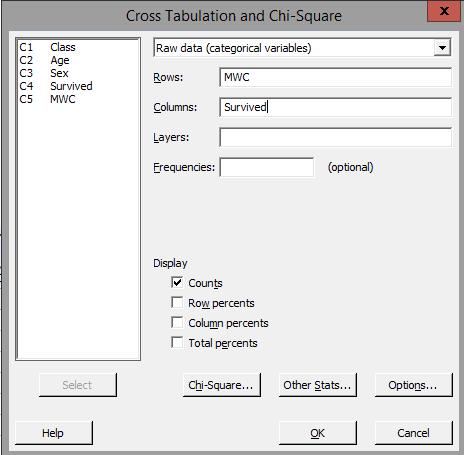 Cross Tabulation and Chi-Square
x
C1 Class
C2 Age
C3 Sex
C4 Survived
C5 MWC
Raw data (categorical variables)
Rows: MWC
Columns: Survived
Layers:
Frequencies: (optional)
Display
Counts
Row percents
Column percents
Total percents
Select
Chi-Square... Other Stats... Options...
Help OK Cancel